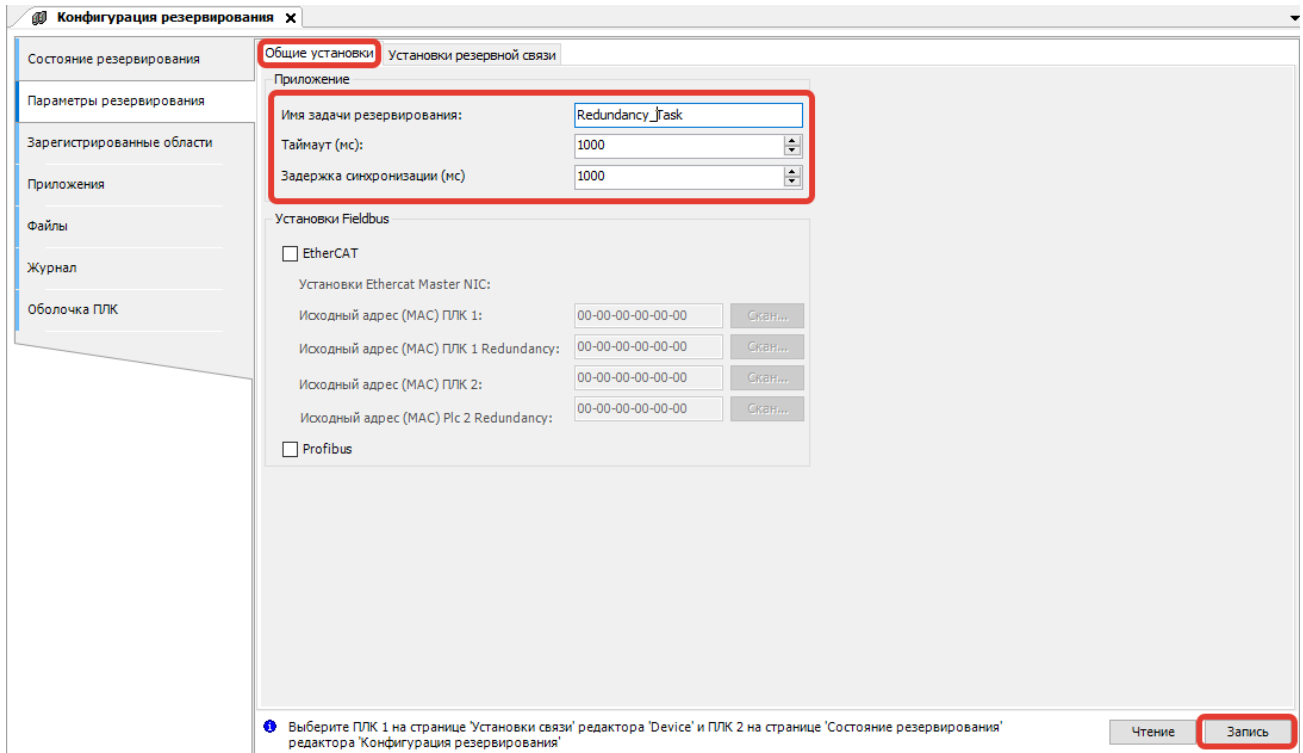 Конфигурация резервирования X
Состояние резервирования
Параметры резервирования
Зарегистрированные области
Приложения
Файлы
Журнал
Оболочка ПЛК
Общие установки Установки резервной связи
Приложение
Имя задачи резервирования: Redundancy_Task
Таймаут (мс): 1000
Задержка синхронизации (мс) 1000
Установки Fieldbus
EtherCAT
Установки Ethercat Master NIC:
Исходный адрес (MAC) ПЛК 1: 00-00-00-00-00-00 Скан...
Исходный адрес (MAC) ПЛК 1 Redundancy: 00-00-00-00-00-00 Скан...
Исходный адрес (MAC) ПЛК 2: 00-00-00-00-00-00 Скан...
Исходный адрес (MAC) Plc 2 Redundancy: 00-00-00-00-00-00 Скан...
Profibus
Выберите ПЛК 1 на странице 'Установки связи' редактора 'Device' и ПЛК 2 на странице 'Состояние резервирования'
редактора 'Конфигурация резервирования'
Чтение Запись